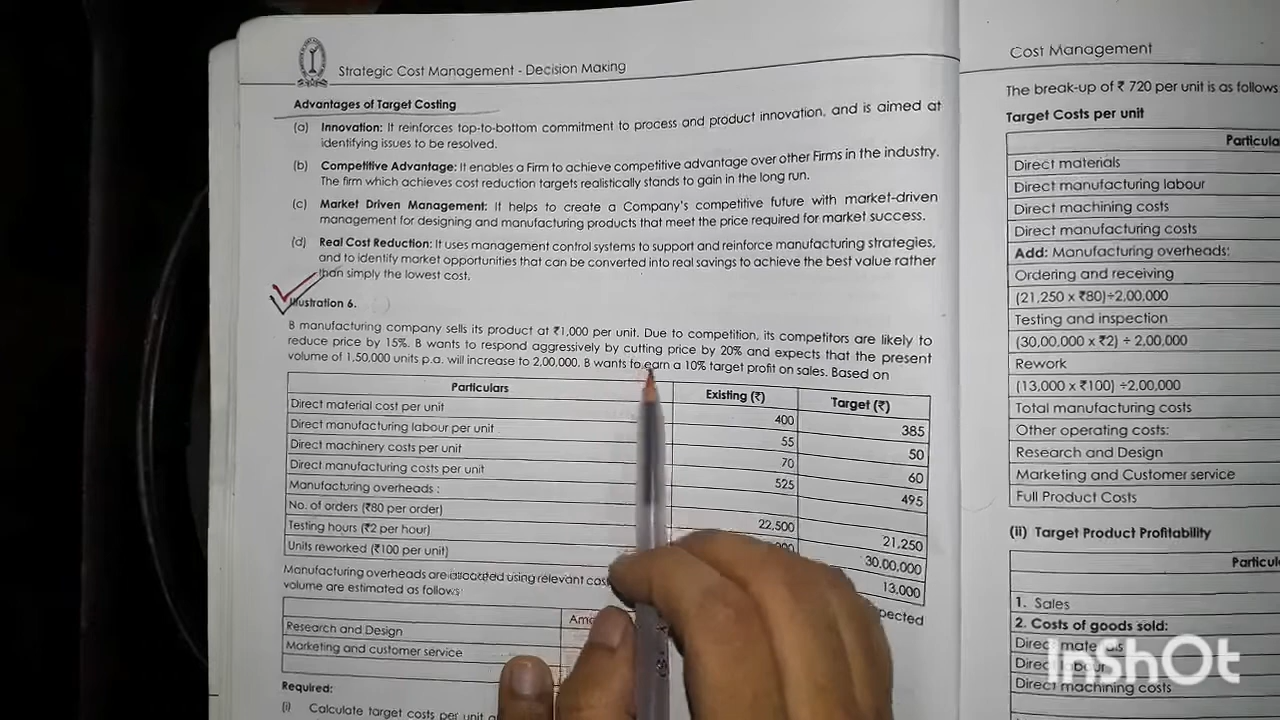 Strategic Cost Management - Decision Making
Advantages of Target Costing
(a) Innovation: It reinforces top-to-bottom commitment to process and product innovation, and is aimed at
identifying issues to be resolved.
(b) Competitive Advantage: It enables a Firm to achieve competitive advantage over other Firms in the industry.
The firm which achieves cost reduction targets realistically stands to gain in the long run.
(c) Market Driven Management: It helps to create a Company's competitive future with market-driven
management for designing and manufacturing products that meet the price required for market success.
(d) Real Cost Reduction: It uses management control systems to support and reinforce manufacturing strategies,
and to identify market opportunities that can be converted into real savings to achieve the best value rather
than simply the lowest cost.
Illustration 6.
B manufacturing company sells its product at ₹1,000 per unit. Due to competition, its competitors are likely to
reduce price by 15%. B wants to respond aggressively by cutting price by 20% and expects that the present
volume of 1,50,000 units p.a. will increase to 2,00,000. B wants to earn a 10% target profit on sales. Based on
Particulars Existing (₹) Target (₹)
Direct material cost per unit 400 385
Direct manufacturing labour per unit 55 50
Direct machinery costs per unit 70 60
Direct manufacturing costs per unit 525 495
Manufacturing overheads :
No. of orders (₹80 per order) 22,500 21,250
Testing hours (₹2 per hour) 30,00,000
Units reworked (₹100 per unit) 13,000
Manufacturing overheads are allocated using relevant
volume are estimated as follows
Research and Design
Marketing and customer service
Required:
(i) Calculate target costs per unit
Cost Management
The break-up of ₹ 720 per unit is as follows
Target Costs per unit
Direct materials
Direct manufacturing labour
Direct machining costs
Direct manufacturing costs
Add: Manufacturing overheads:
Ordering and receiving
(21,250 x ₹80)÷2,00,000
Testing and inspection
(30,00,000 x ₹2) ÷ 2,00,000
Rework
(13,000 x ₹100) ÷2,00,000
Total manufacturing costs
Other operating costs:
Research and Design
Marketing and Customer service
Full Product Costs
(ii) Target Product Profitability
1. Sales
2. Costs of goods sold:
Direct materials
Direct labour
Direct machining costs
InShOt